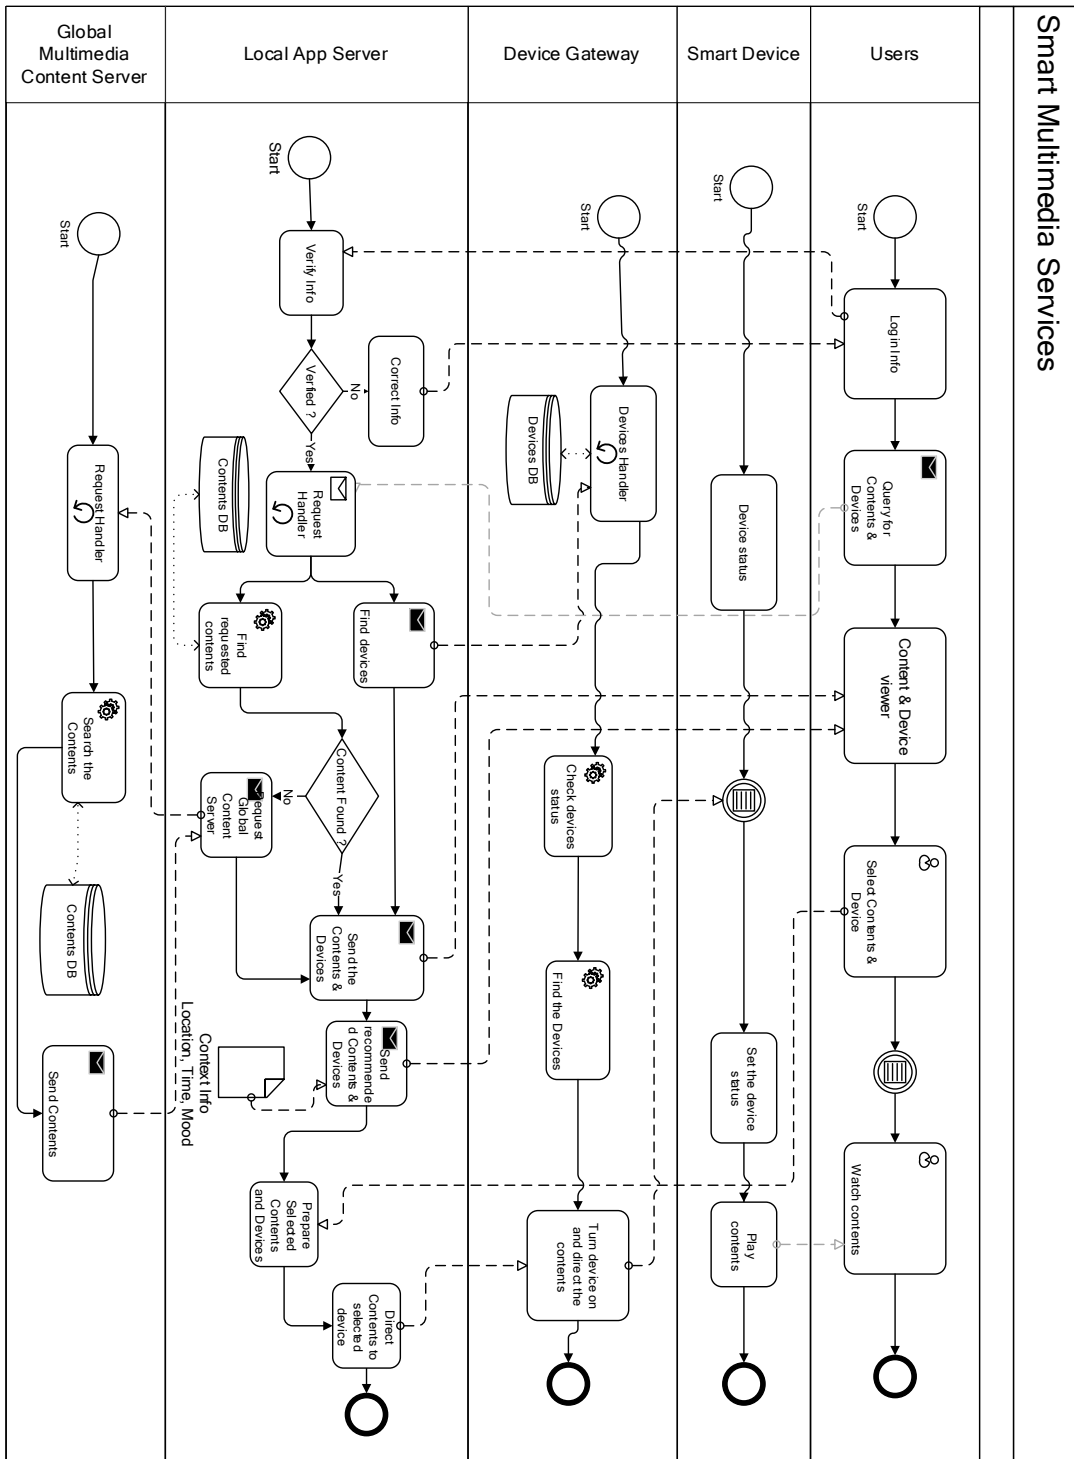 Smart Multimedia Services
Global
Multimedia
Content Server
Local App Server
Device Gateway
Smart Device
Users
Start
Login Info
Query for
Contents &
Devices
Content & Device
viewer
Select Contents &
Device
Watch contents
Start
Device status
Set the device
status
Play
contents
Start
Devices Handler
Devices DB
Check devices
status
Find the Devices
Turn device on
and direct the
contents
Start
Verify Info
Verfied ?
No
Correct Info
Yes
Request
Handler
Contents DB
Find
requested
contents
Find devices
Content Found ?
No
Request
Global
Content
Server
Yes
Send the
Contents &
Devices
Send
recommende
d Contents &
Devices
Context Info
Location, Time, Mood
Prepare
Selected
Contents
and Devices
Direct
Contents to
selected
device
Start
Request Handler
Search the
Contents
Contents DB
Send Contents